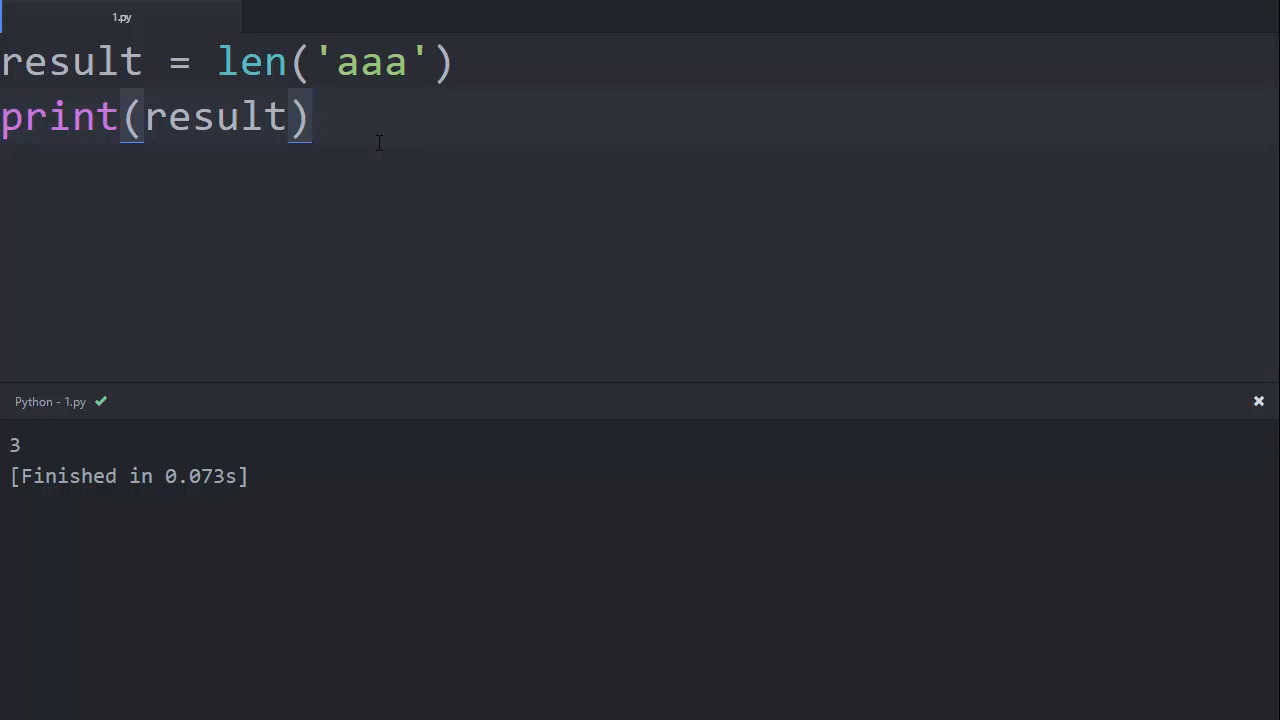 1.py
result = len('aaa')
print(result)
Python - 1.py
3
[Finished in 0.073s]